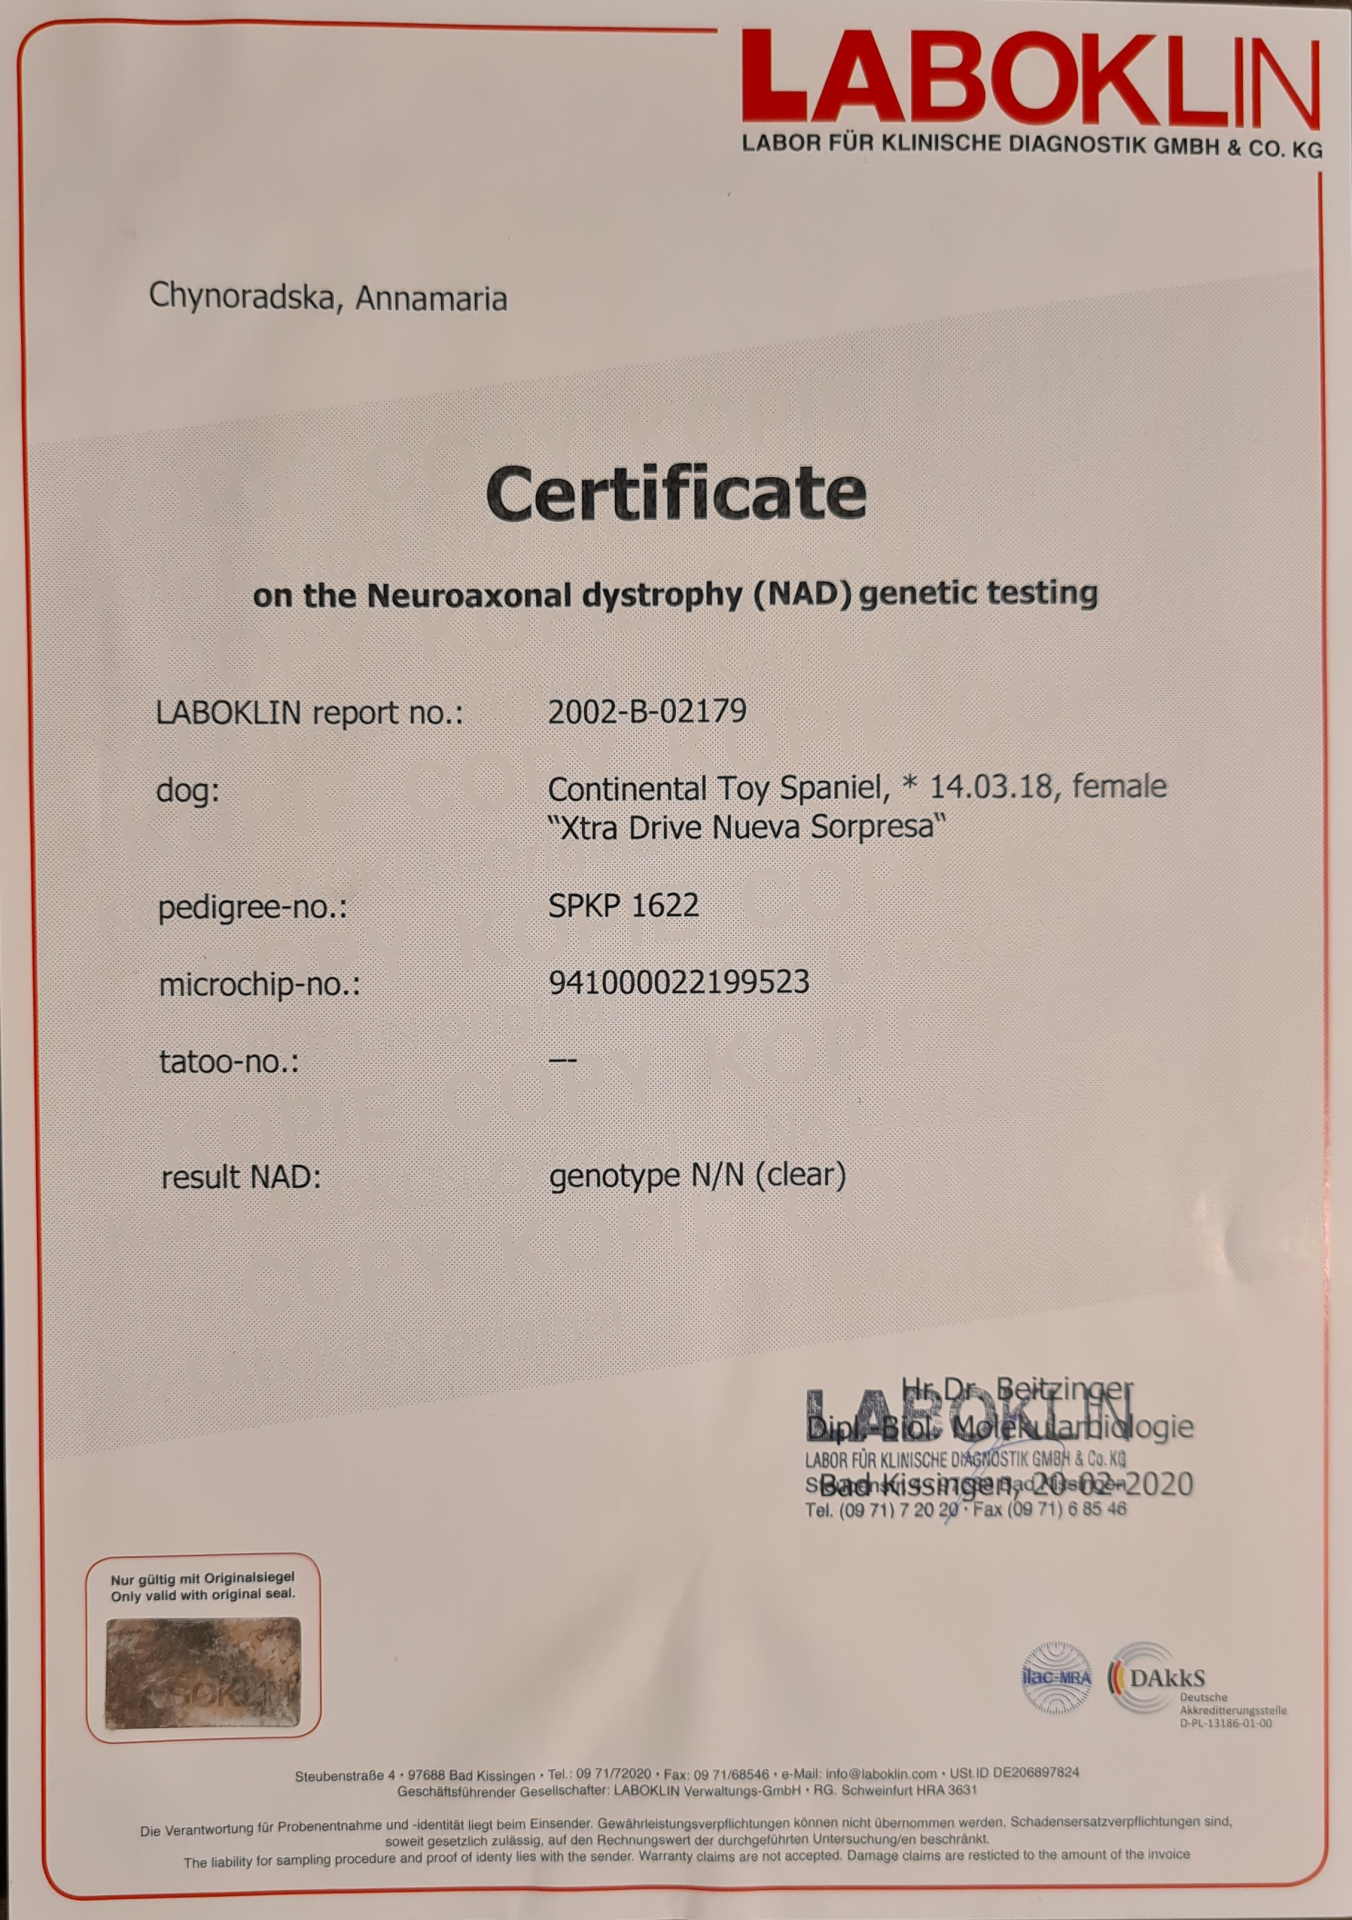 LABOKLIN
LABOR FÜR KLINISCHE DIAGNOSTIK GMBH & CO. KG
Chynoradska, Annamaria
Certificate
on the Neuroaxonal dystrophy (NAD) genetic testing
LABOKLIN report no.: 2002-B-02179
dog: Continental Toy Spaniel, * 14.03.18, female
"Xtra Drive Nueva Sorpresa"
pedigree-no.: SPKP 1622
microchip-no.: 941000022199523
tatoo-no.: ---
result NAD: genotype N/N (clear)
Hr.Dr. Beitzinger
LABOKLIN
Dipl.-Biol. Molekularbiologie
LABOR FÜR KLINISCHE DIAGNOSTIK GMBH & Co. KG
Bad Kissingen, 20-02-2020
Tel. (09 71) 7 20 20 · Fax (09 71) 6 85 46
Nur gültig mit Originalsiegel
Only valid with original seal.
ilac-MRA
DAkkS
Deutsche
Akkreditierungsstelle
D-PL-13186-01-00
Steubenstraße 4 • 97688 Bad Kissingen • Tel.: 09 71/72020 • Fax: 09 71/68546 • e-Mail: info@laboklin.com • USt.ID DE206897824
Geschäftsführender Gesellschafter: LABOKLIN Verwaltungs-GmbH • RG. Schweinfurt HRA 3631
Die Verantwortung für Probenentnahme und -identität liegt beim Einsender. Gewährleistungsverpflichtungen können nicht übernommen werden. Schadensersatzverpflichtungen sind,
soweit gesetzlich zulässig, auf den Rechnungswert der durchgeführten Untersuchung/en beschränkt.
The liability for sampling procedure and proof of identy lies with the sender. Warranty claims are not accepted. Damage claims are resticted to the amount of the invoice